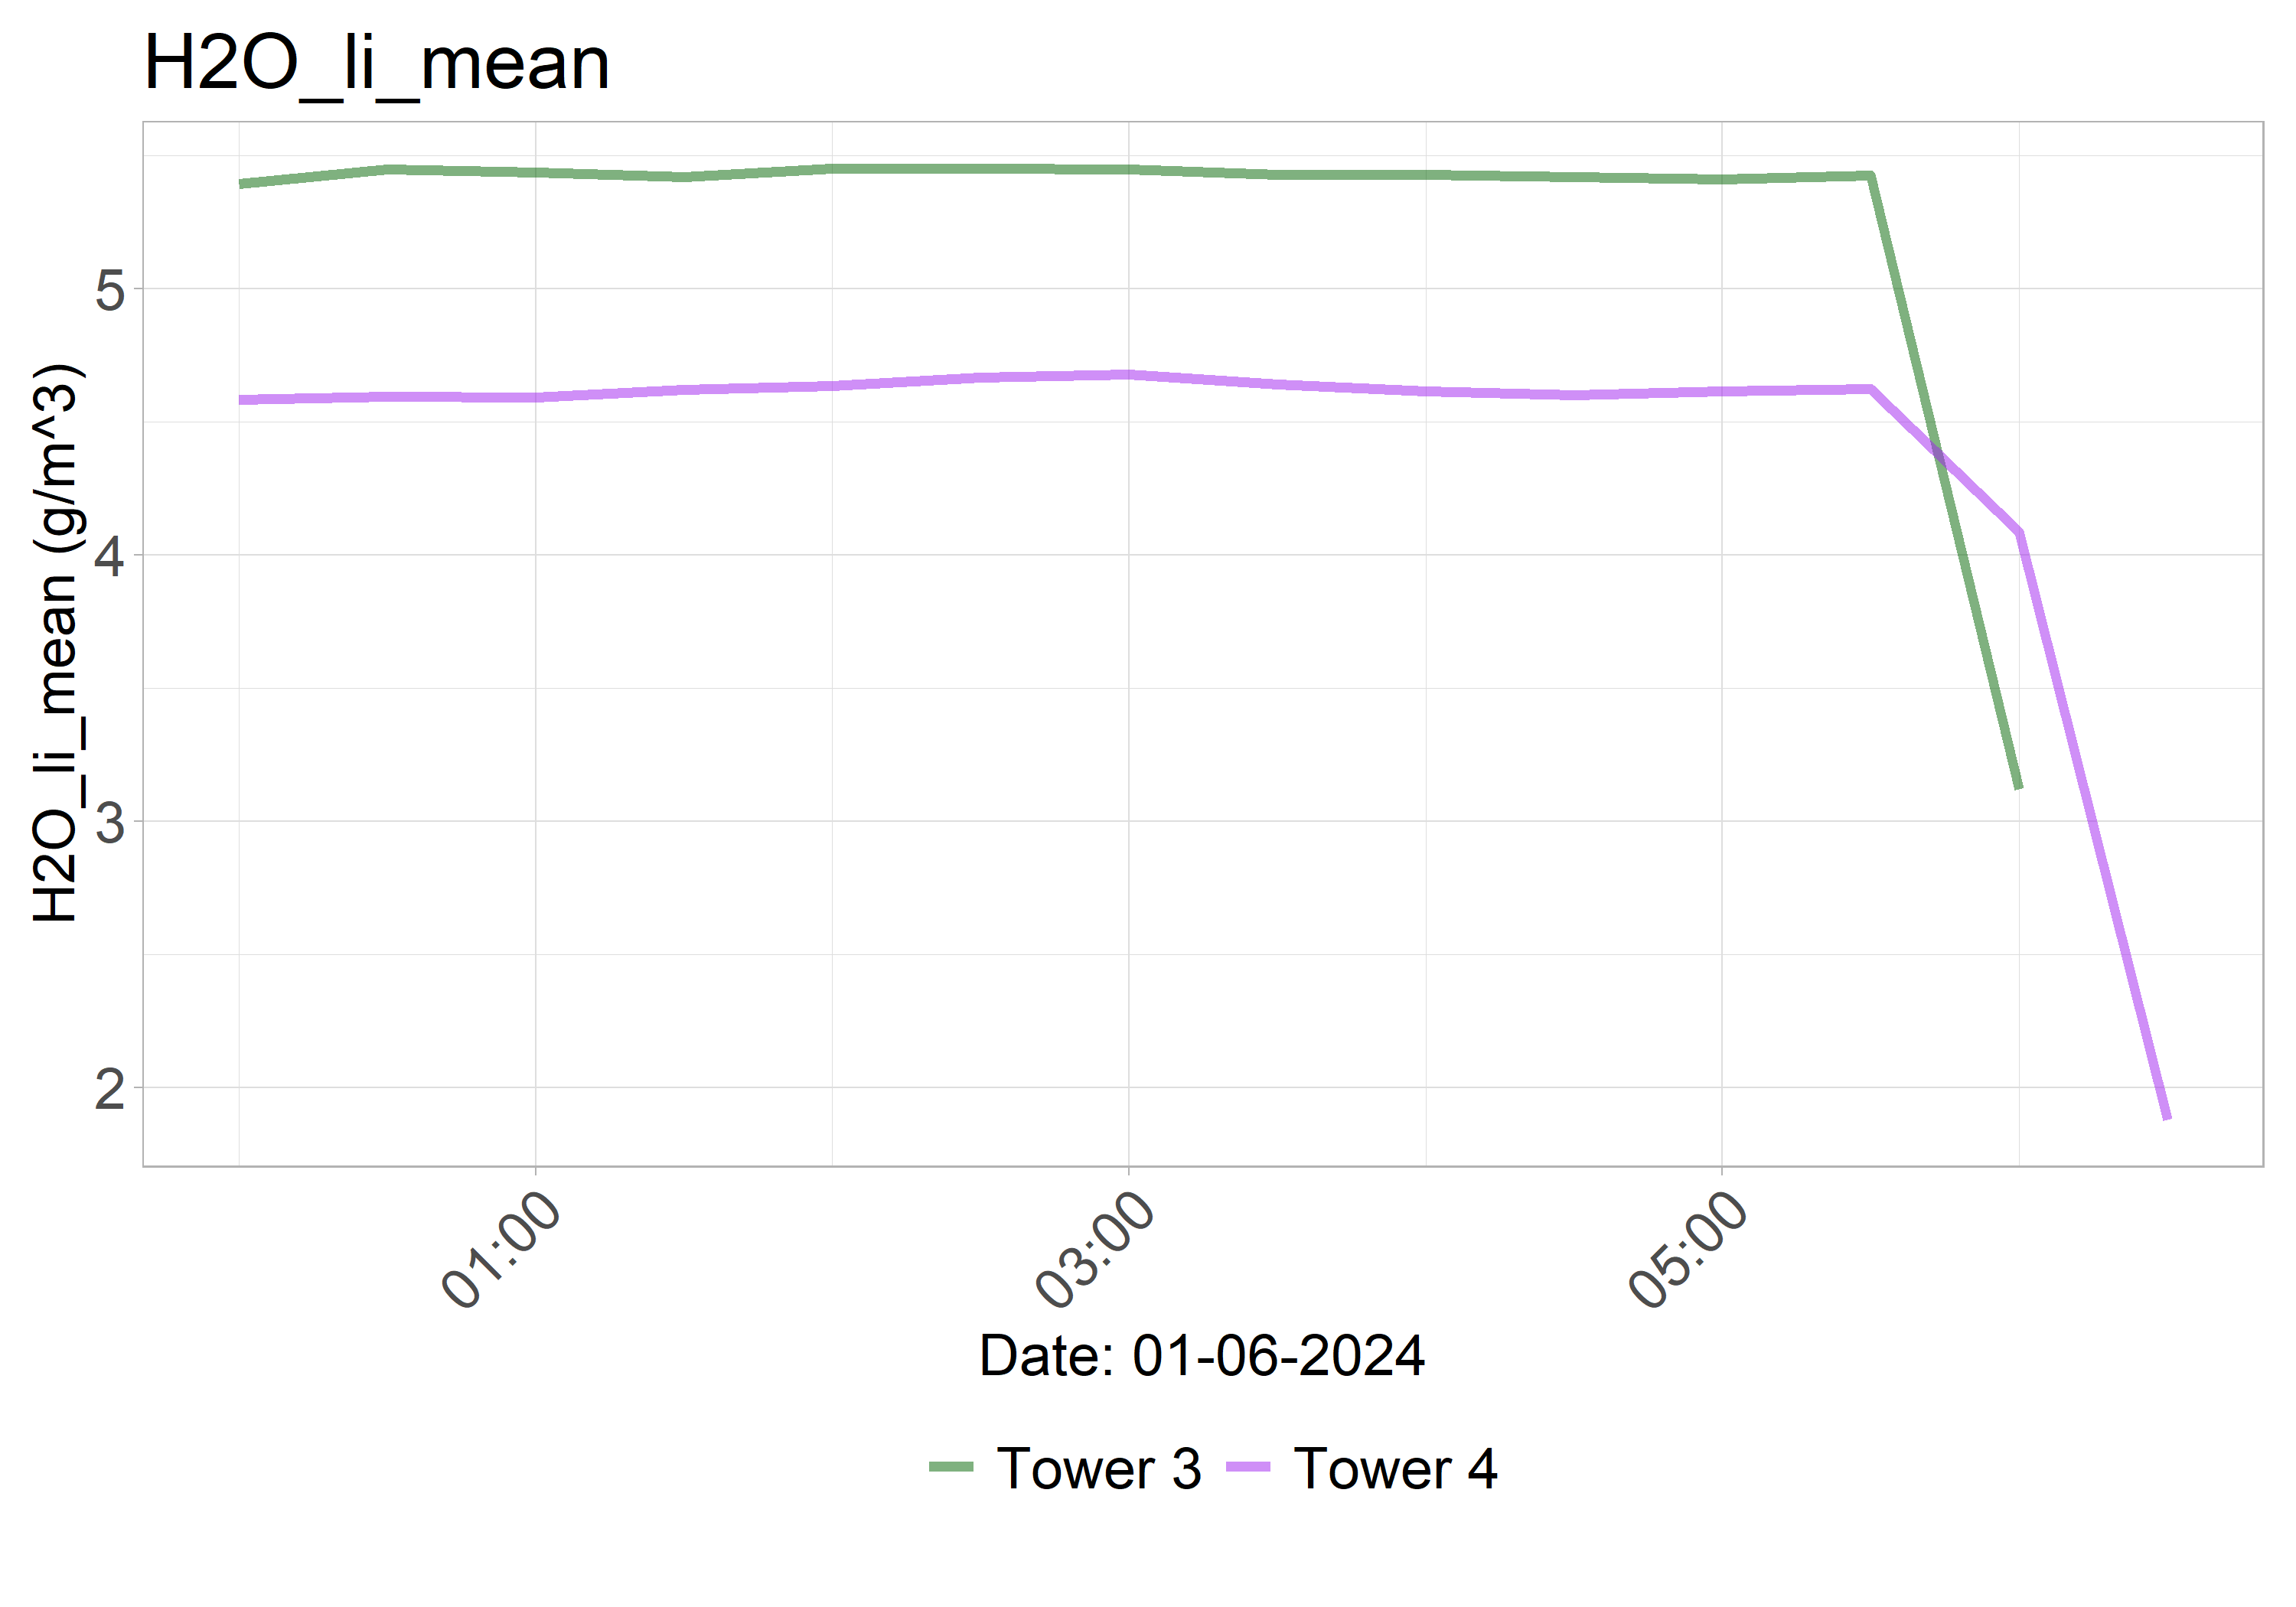 H2O_li_mean
H2O_li_mean (g/m^3)
5
4
3
2
01:00
03:00
05:00
Date: 01-06-2024
Tower 3
Tower 4